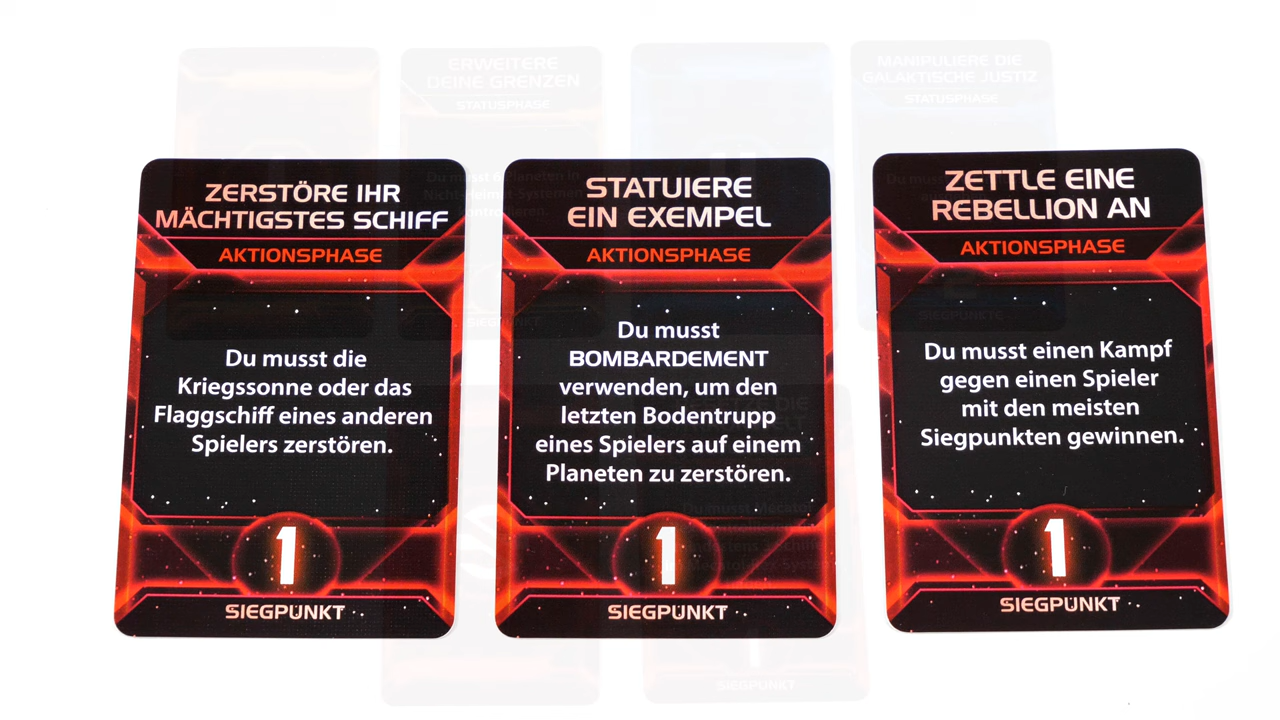 ERWEITERE
DEINE GRENZEN
STATUSPHASE
MANIPULIERE DIE
GALAKTISCHE JUSTIZ
STATUSPHASE
ZERSTÖRE IHR
MÄCHTIGSTES SCHIFF
AKTIONSPHASE
Du musst die
Kriegssonne oder das
Flaggschiff eines anderen
Spielers zerstören.
1
SIEGPUNKT
STATUIERE
EIN EXEMPEL
AKTIONSPHASE
Du musst
BOMBARDEMENT
verwenden, um den
letzten Bodentrupp
eines Spielers auf einem
Planeten zu zerstören.
1
SIEGPUNKT
ZETTLE EINE
REBELLION AN
AKTIONSPHASE
Du musst einen Kampf
gegen einen Spieler
mit den meisten
Siegpunkten gewinnen.
1
SIEGPUNKT
SIEGPUNKT